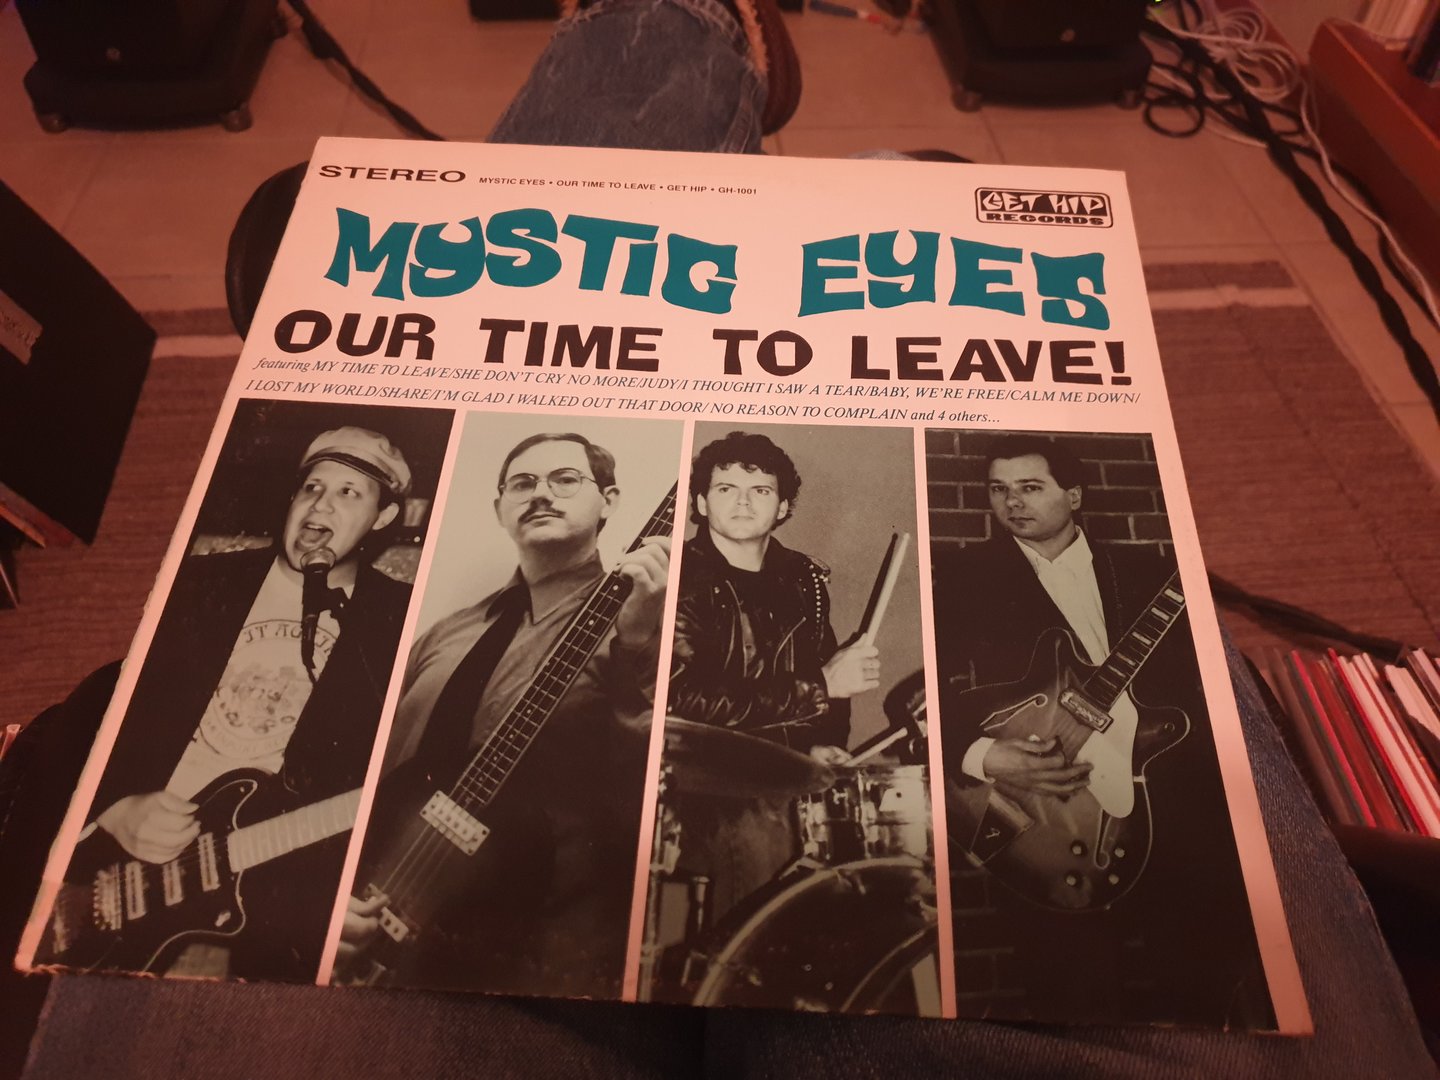 STEREO
MYSTIC EYES • OUR TIME TO LEAVE • GET HIP • GH-1001
GET HIP
RECORDS
MYSTIC EYES
OUR TIME TO LEAVE!
featuring MY TIME TO LEAVE/SHE DON'T CRY NO MORE/JUDY/I THOUGHT I SAW A TEAR/BABY, WE'RE FREE/CALM ME DOWN/
I LOST MY WORLD/SHARE/I'M GLAD I WALKED OUT THAT DOOR/ NO REASON TO COMPLAIN and 4 others...